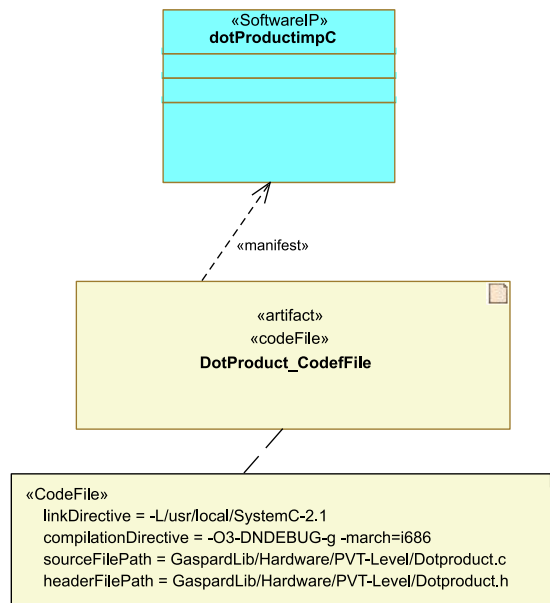 «SoftwareIP»
dotProductimpC
«manifest»
«artifact»
«codeFile»
DotProduct_CodefFile
«CodeFile»
linkDirective = -L/usr/local/SystemC-2.1
compilationDirective = -O3-DNDEBUG-g -march=i686
sourceFilePath = GaspardLib/Hardware/PVT-Level/Dotproduct.c
headerFilePath = GaspardLib/Hardware/PVT-Level/Dotproduct.h